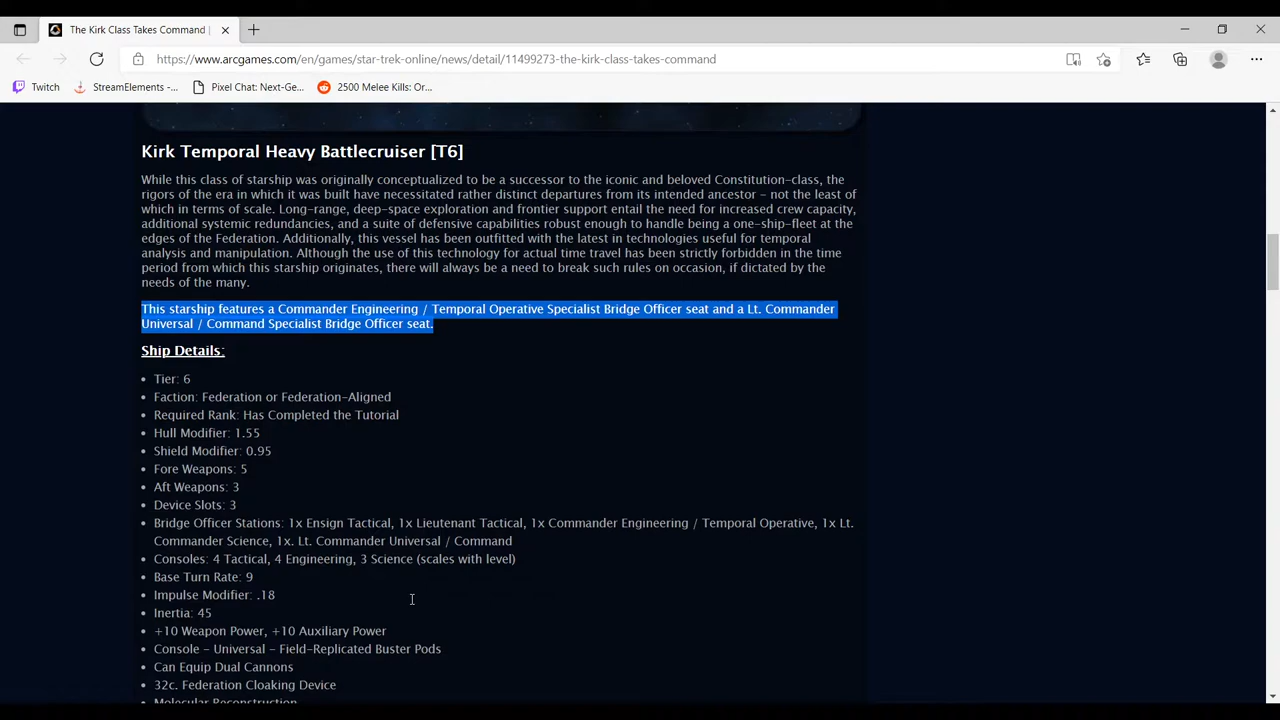 The Kirk Class Takes Command |
https://www.arcgames.com/en/games/star-trek-online/news/detail/11499273-the-kirk-class-takes-command
Twitch StreamElements -... Pixel Chat: Next-Ge... 2500 Melee Kills: Or...
Kirk Temporal Heavy Battlecruiser [T6]
While this class of starship was originally conceptualized to be a successor to the iconic and beloved Constitution-class, the
rigors of the era in which it was built have necessitated rather distinct departures from its intended ancestor – not the least of
which in terms of scale. Long-range, deep-space exploration and frontier support entail the need for increased crew capacity,
additional systemic redundancies, and a suite of defensive capabilities robust enough to handle being a one-ship-fleet at the
edges of the Federation. Additionally, this vessel has been outfitted with the latest in technologies useful for temporal
analysis and manipulation. Although the use of this technology for actual time travel has been strictly forbidden in the time
period from which this starship originates, there will always be a need to break such rules on occasion, if dictated by the
needs of the many.
This starship features a Commander Engineering / Temporal Operative Specialist Bridge Officer seat and a Lt. Commander
Universal / Command Specialist Bridge Officer seat.
Ship Details:
• Tier: 6
• Faction: Federation or Federation-Aligned
• Required Rank: Has Completed the Tutorial
• Hull Modifier: 1.55
• Shield Modifier: 0.95
• Fore Weapons: 5
• Aft Weapons: 3
• Device Slots: 3
• Bridge Officer Stations: 1x Ensign Tactical, 1x Lieutenant Tactical, 1x Commander Engineering / Temporal Operative, 1x Lt.
Commander Science, 1x. Lt. Commander Universal / Command
• Consoles: 4 Tactical, 4 Engineering, 3 Science (scales with level)
• Base Turn Rate: 9
• Impulse Modifier: .18
• Inertia: 45
• +10 Weapon Power, +10 Auxiliary Power
• Console – Universal – Field-Replicated Buster Pods
• Can Equip Dual Cannons
• 32c. Federation Cloaking Device
• Molecular Reconstruction